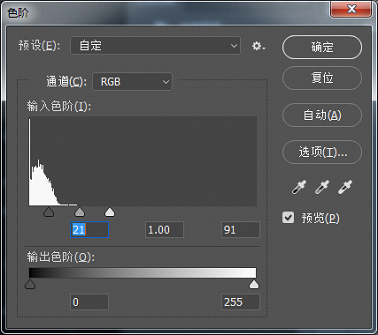 色阶
预设(E): 自定
确定
复位
自动(A)
选项(T)...
预览(P)
通道(C): RGB
输入色阶(I):
21 1.00 91
输出色阶(O):
0 255